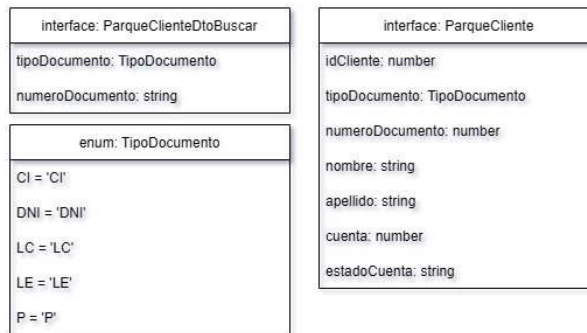 interface: ParqueClienteDtoBuscar
tipoDocumento: TipoDocumento
numeroDocumento: string
enum: TipoDocumento
CI = 'CI'
DNI = 'DNI'
LC = 'LC'
LE = 'LE'
P = 'P'
interface: ParqueCliente
idCliente: number
tipoDocumento: TipoDocumento
numeroDocumento: number
nombre: string
apellido: string
cuenta: number
estadoCuenta: string